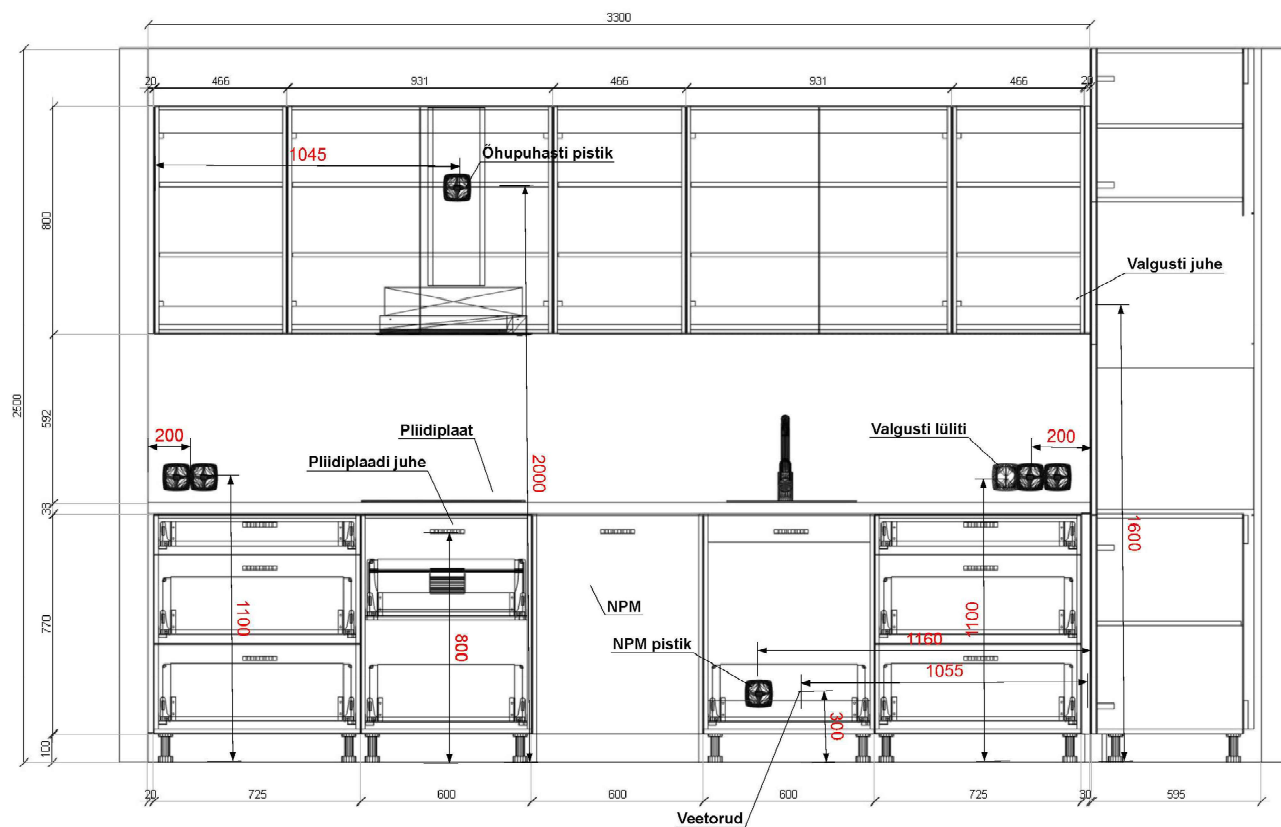 3300
20 466 931 466 931 466 20
1045
Õhupuhasti pistik
800
Valgusti juhe
2500
592
Pliidiplaat
Valgusti lüliti
200
200
Pliidiplaadi juhe
2000
38
1600
770
1100
800
NPM
1100
NPM pistik
1160
1055
300
100
20 725 600 600 600 725 30 595
Veetorud